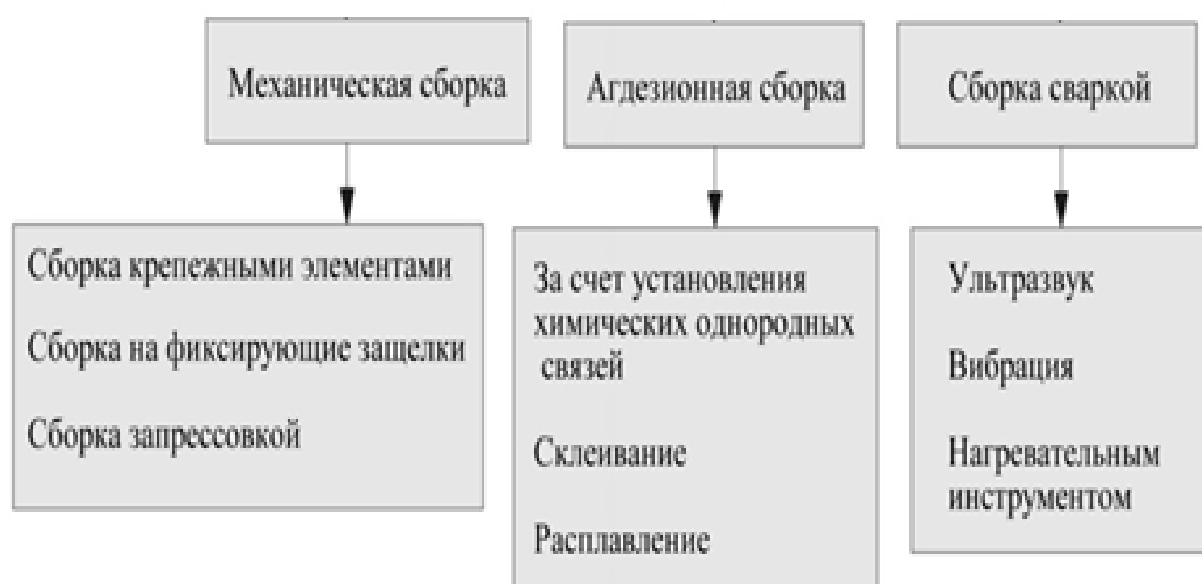 Механическая сборка
Агдезионная сборка
Сборка сваркой
Сборка крепежными элементами
Сборка на фиксирующие защелки
Сборка запрессовкой
За счет установления
химических однородных
связей
Склеивание
Расплавление
Ультразвук
Вибрация
Нагревательным
инструментом